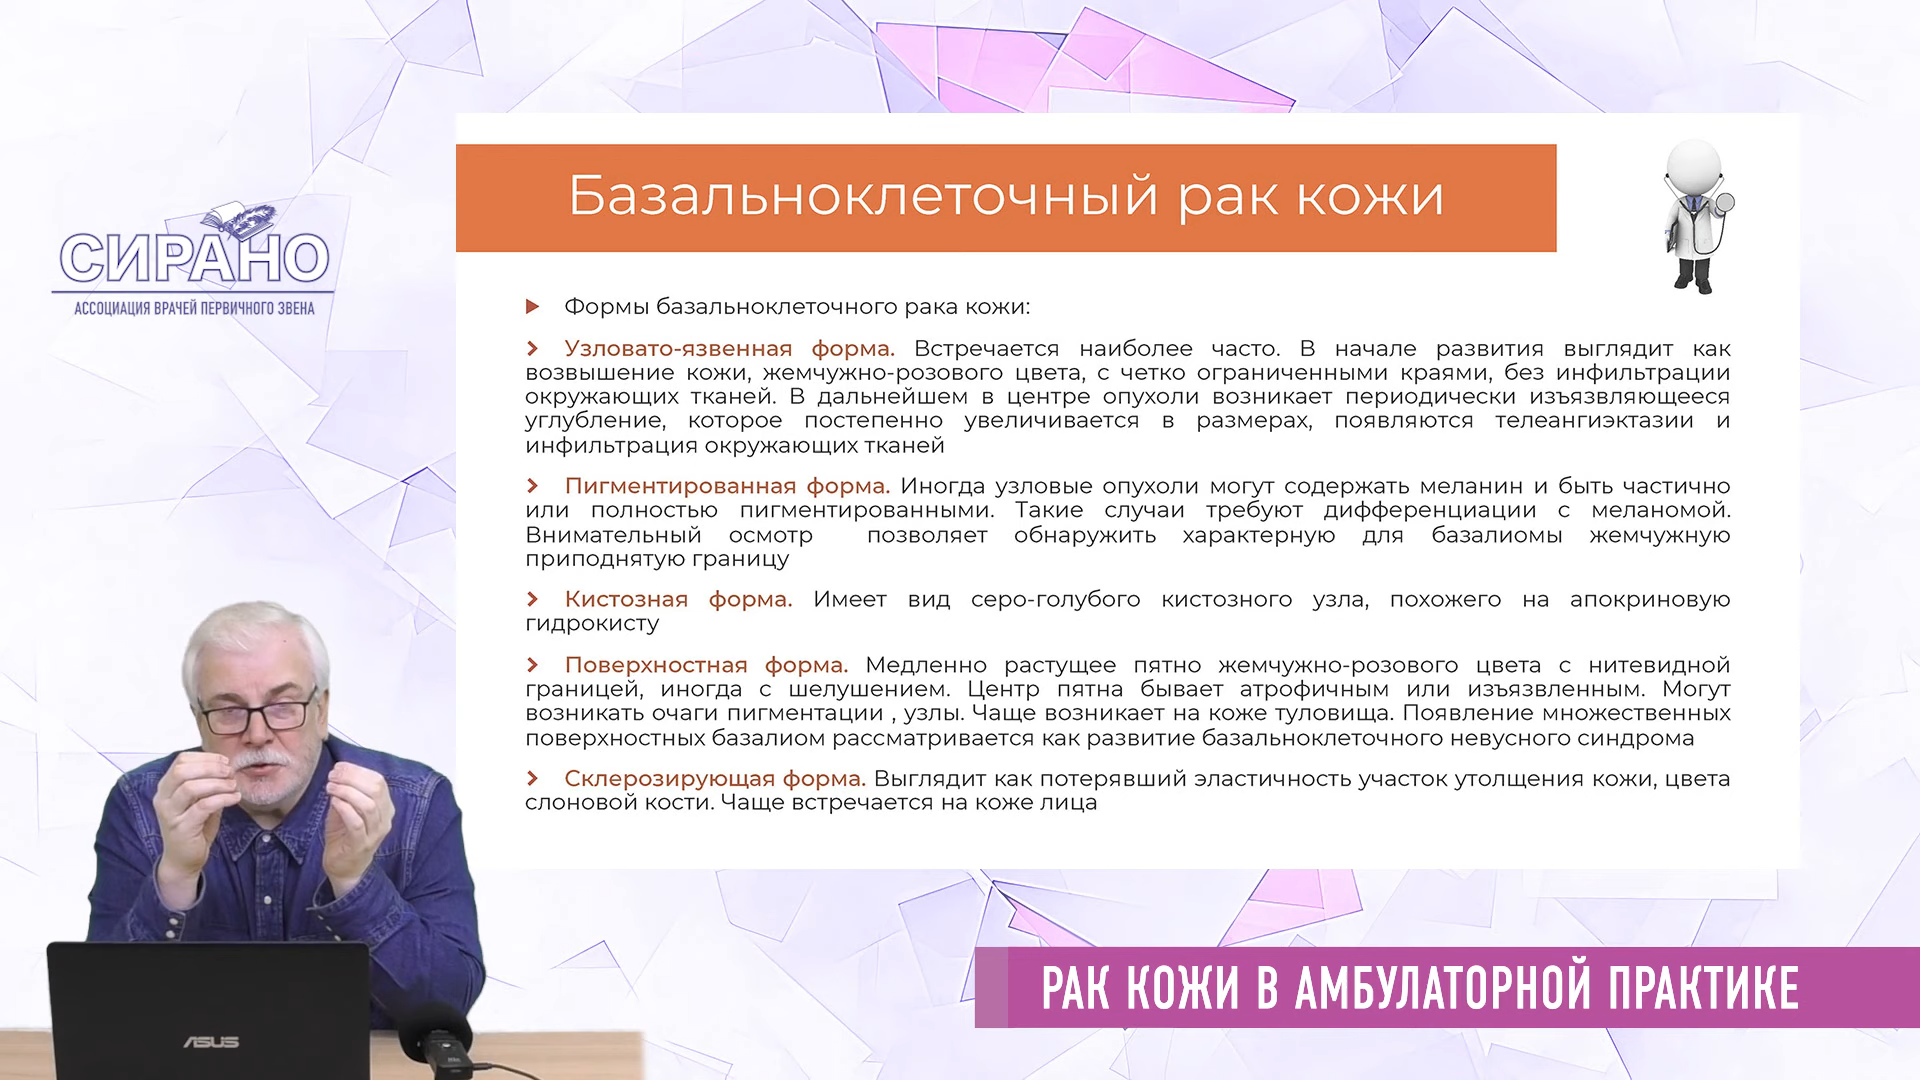 СИРАНО
АССОЦИАЦИЯ ВРАЧЕЙ ПЕРВИЧНОГО ЗВЕНА
Базальноклеточный рак кожи
Формы базальноклеточного рака кожи:
Узловато-язвенная форма. Встречается наиболее часто. В начале развития выглядит как
возвышение кожи, жемчужно-розового цвета, с четко ограниченными краями, без инфильтрации
окружающих тканей. В дальнейшем в центре опухоли возникает периодически изъязвляющееся
углубление, которое постепенно увеличивается в размерах, появляются телеангиэктазии и
инфильтрация окружающих тканей
Пигментированная форма. Иногда узловые опухоли могут содержать меланин и быть частично
или полностью пигментированными. Такие случаи требуют дифференциации с меланомой.
Внимательный осмотр позволяет обнаружить характерную для базалиомы жемчужную
приподнятую границу
Кистозная форма. Имеет вид серо-голубого кистозного узла, похожего на апокриновую
гидрокисту
Поверхностная форма. Медленно растущее пятно жемчужно-розового цвета с нитевидной
границей, иногда с шелушением. Центр пятна бывает атрофичным или изъязвленным. Могут
возникать очаги пигментации , узлы. Чаще возникает на коже туловища. Появление множественных
поверхностных базалиом рассматривается как развитие базальноклеточного невусного синдрома
Склерозирующая форма. Выглядит как потерявший эластичность участок утолщения кожи, цвета
слоновой кости. Чаще встречается на коже лица
ASUS
РАК КОЖИ В АМБУЛАТОРНОЙ ПРАКТИКЕ